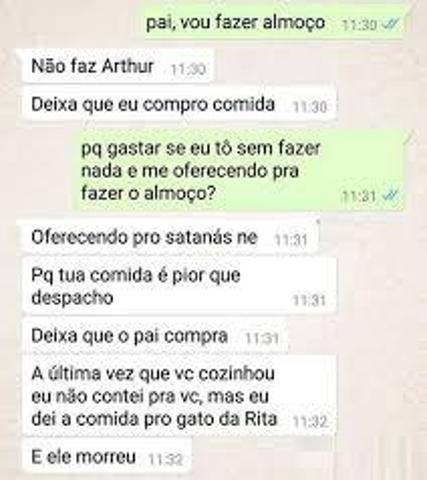 pai, vou fazer almoço 11:30
Não faz Arthur 11:30
Deixa que eu compro comida 11:30
pq gastar se eu tô sem fazer
nada e me oferecendo pra
fazer o almoço? 11:31
Oferecendo pro satanás ne 11:31
Pq tua comida é pior que
despacho 11:31
Deixa que o pai compra 11:31
A última vez que vc cozinhou
eu não contei pra vc, mas eu
dei a comida pro gato da Rita 11:32
E ele morreu 11:32